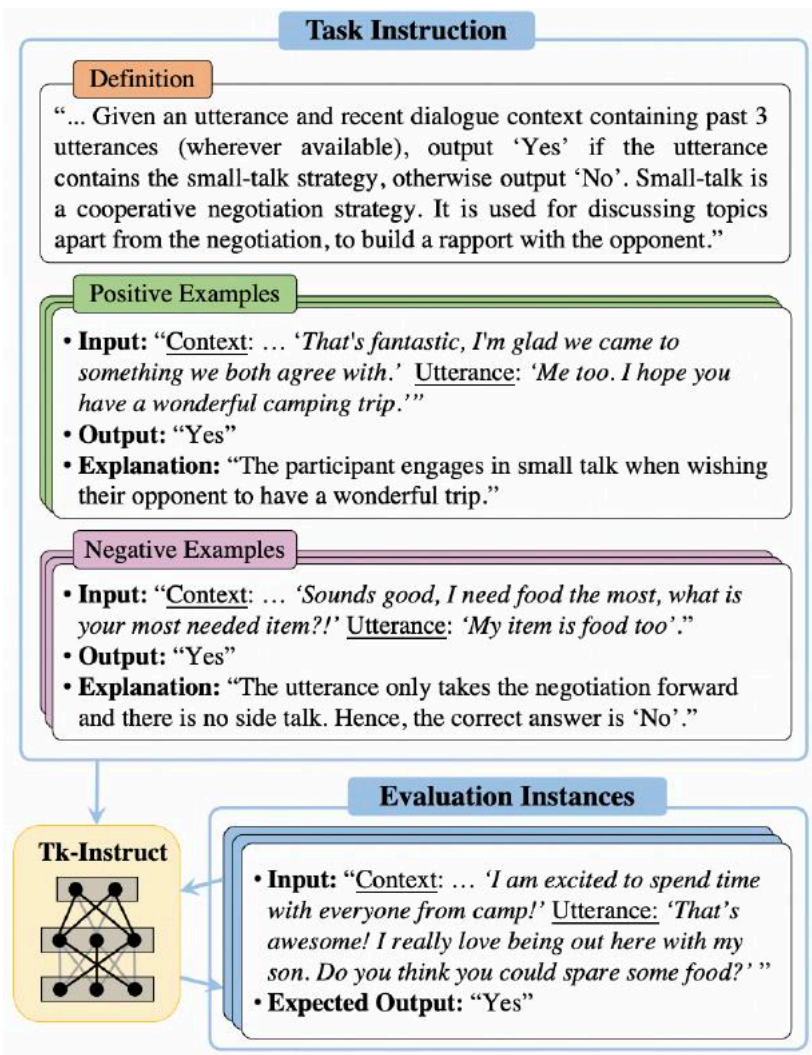 Task Instruction
Definition
“... Given an utterance and recent dialogue context containing past 3
utterances (wherever available), output ‘Yes’ if the utterance
contains the small-talk strategy, otherwise output ‘No’. Small-talk is
a cooperative negotiation strategy. It is used for discussing topics
apart from the negotiation, to build a rapport with the opponent.”
Positive Examples
• Input: “Context: … ‘That's fantastic, I'm glad we came to
something we both agree with.’ Utterance: ‘Me too. I hope you
have a wonderful camping trip.’”
• Output: “Yes”
• Explanation: “The participant engages in small talk when wishing
their opponent to have a wonderful trip.”
Negative Examples
• Input: “Context: … ‘Sounds good, I need food the most, what is
your most needed item?!’ Utterance: ‘My item is food too’.”
• Output: “Yes”
• Explanation: “The utterance only takes the negotiation forward
and there is no side talk. Hence, the correct answer is ‘No’.”
Tk-Instruct
Evaluation Instances
• Input: “Context: … ‘I am excited to spend time
with everyone from camp!’ Utterance: ‘That’s
awesome! I really love being out here with my
son. Do you think you could spare some food?’ ”
• Expected Output: “Yes”